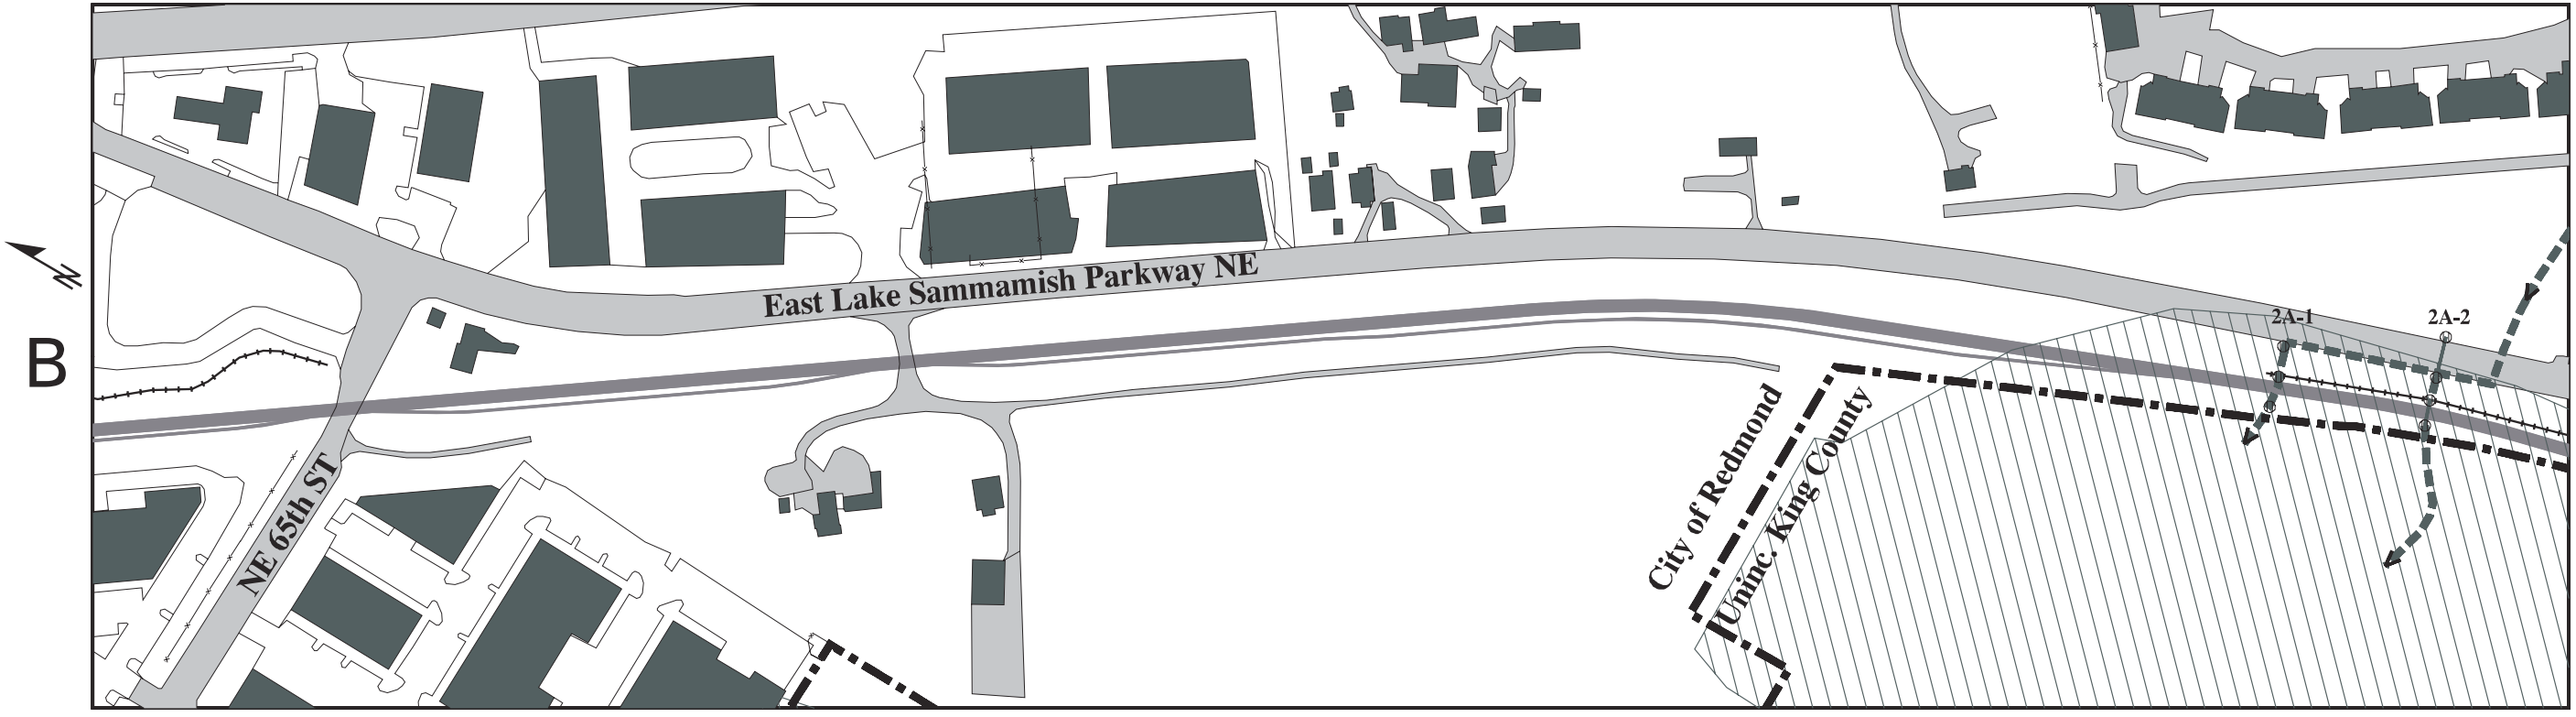 East Lake Sammamish Parkway NE
2A-1
2A-2
N
B
City of Redmond
Uninc. King County
NE 65th ST